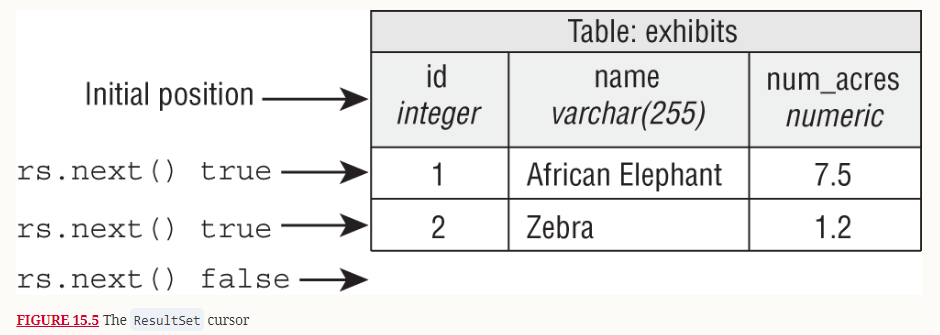 Table: exhibits
Initial position
id name num_acres
integer varchar(255) numeric
rs.next() true 1 African Elephant 7.5
rs.next() true 2 Zebra 1.2
rs.next() false
FIGURE 15.5 The ResultSet cursor